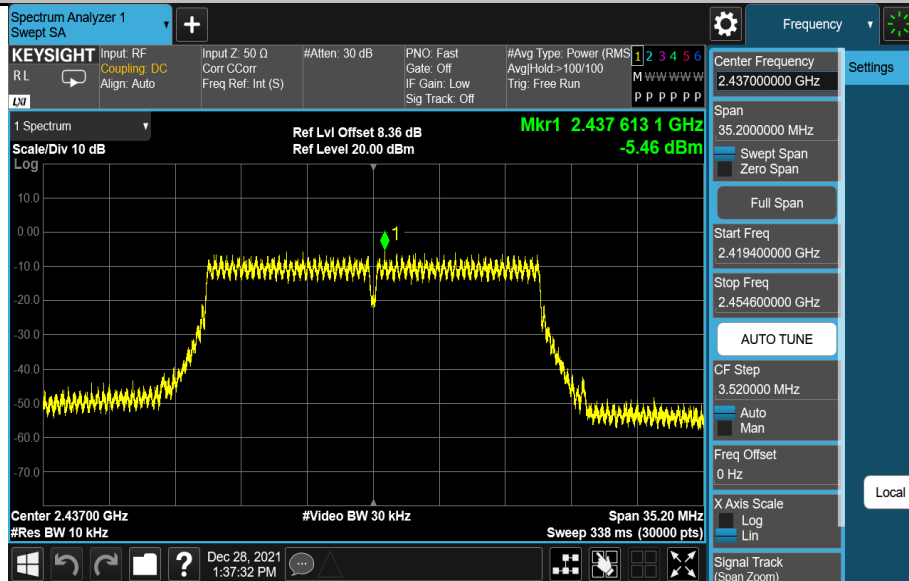 Spectrum Analyzer 1
Swept SA
+
Frequency
KEYSIGHT
RL
LXI
Input: RF
Coupling: DC
Align: Auto
Input Z: 50 Ω
Corr CCorr
Freq Ref: Int (S)
#Atten: 30 dB
PNO: Fast
Gate: Off
IF Gain: Low
Sig Track: Off
#Avg Type: Power (RMS
Avg|Hold:>100/100
Trig: Free Run
1 2 3 4 5 6
M W W W W W
P P P P P P
1 Spectrum
Scale/Div 10 dB
Log
Ref Lvl Offset 8.36 dB
Ref Level 20.00 dBm
Mkr1 2.437 613 1 GHz
-5.46 dBm
10.0
0.00
-10.0
-20.0
-30.0
-40.0
-50.0
-60.0
-70.0
1
Center 2.43700 GHz
#Res BW 10 kHz
#Video BW 30 kHz
Span 35.20 MHz
Sweep 338 ms (30000 pts)
?
Dec 28, 2021
1:37:32 PM
Center Frequency
2.437000000 GHz
Span
35.2000000 MHz
Swept Span
Zero Span
Full Span
Start Freq
2.419400000 GHz
Stop Freq
2.454600000 GHz
AUTO TUNE
CF Step
3.520000 MHz
Auto
Man
Freq Offset
0 Hz
X Axis Scale
Log
Lin
Signal Track
(Span Zoom)
Settings
Local